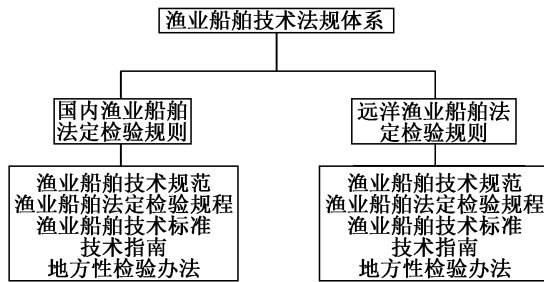 渔业船舶技术法规体系
国内渔业船舶
法定检验规则
远洋渔业船舶法
定检验规则
渔业船舶技术规范
渔业船舶法定检验规程
渔业船舶技术标准
技术指南
地方性检验办法
渔业船舶技术规范
渔业船舶法定检验规程
渔业船舶技术标准
技术指南
地方性检验办法